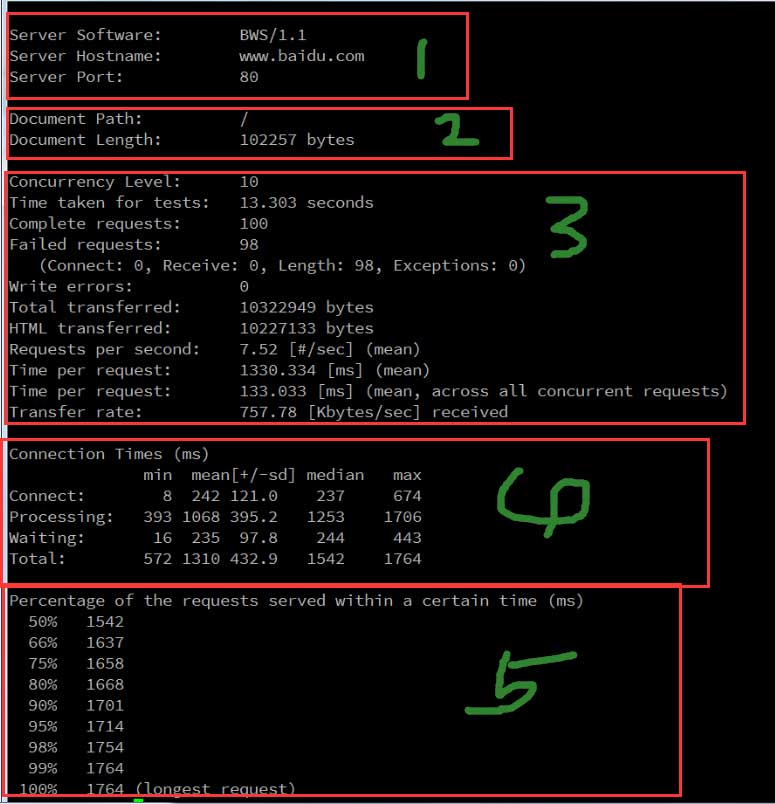 Server Software: BWS/1.1
Server Hostname: www.baidu.com
Server Port: 80
1
Document Path: /
Document Length: 102257 bytes
2
Concurrency Level: 10
Time taken for tests: 13.303 seconds
Complete requests: 100
Failed requests: 98
(Connect: 0, Receive: 0, Length: 98, Exceptions: 0)
Write errors: 0
Total transferred: 10322949 bytes
HTML transferred: 10227133 bytes
Requests per second: 7.52 [#/sec] (mean)
Time per request: 1330.334 [ms] (mean)
Time per request: 133.033 [ms] (mean, across all concurrent requests)
Transfer rate: 757.78 [Kbytes/sec] received
3
Connection Times (ms)
min mean[+/-sd] median max
Connect: 8 242 121.0 237 674
Processing: 393 1068 395.2 1253 1706
Waiting: 16 235 97.8 244 443
Total: 572 1310 432.9 1542 1764
4
Percentage of the requests served within a certain time (ms)
50% 1542
66% 1637
75% 1658
80% 1668
90% 1701
95% 1714
98% 1754
99% 1764
100% 1764 (longest request)
5